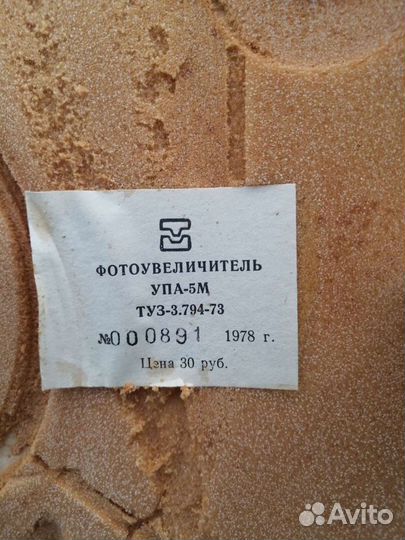 ФОТОУВЕЛИЧИТЕЛЬ
УПА-5М
ТУЗ-3.794-73
№000891 1978 г.
Цена 30 руб.
Avito